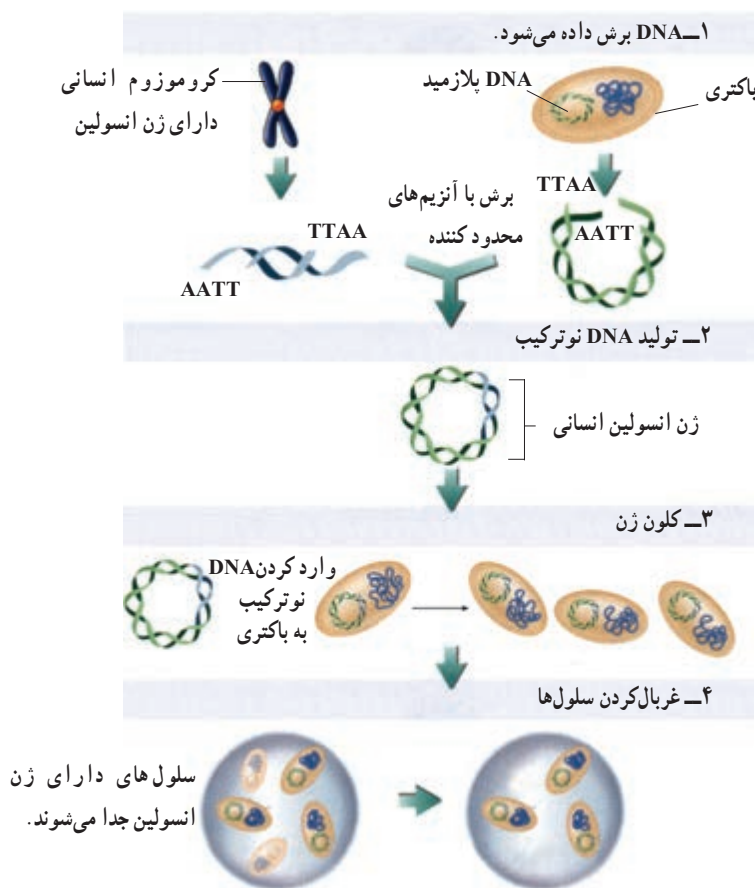 ۱ــ DNA برش داده می‌شود.
کروموزوم انسانی
دارای ژن انسولین
DNA پلازمید
باکتری
TTAA
AATT
برش با آنزیم‌های
محدود کننده
TTAA
AATT
۲ــ تولید DNA نوترکیب
ژن انسولین انسانی
۳ــ کلون ژن
وارد کردن DNA
نوترکیب
به باکتری
۴ــ غربال‌کردن سلول‌ها
سلول‌های دارای ژن
انسولین جدا می‌شوند.